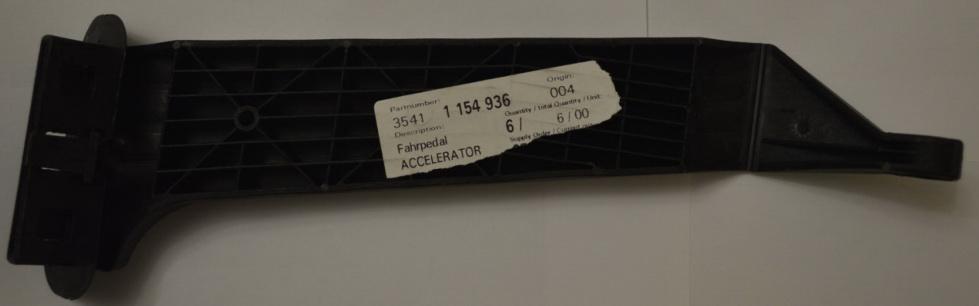 Partnumber: Origin:
3541 1 154 936 004
Description: Quantity / total Quantity / Unit:
Fahrpedal 6 / 6 / 00
ACCELERATOR Supply Order / Current